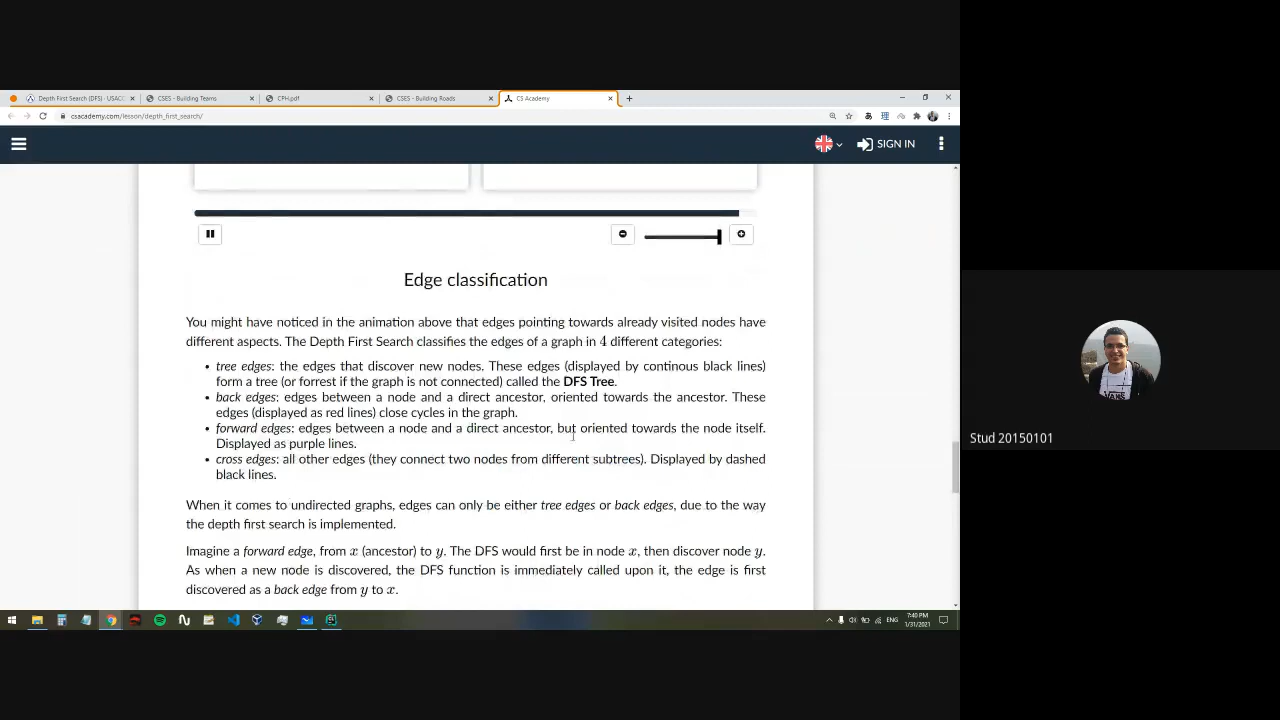 Depth First Search (DFS) · USACO
CSES - Building Teams
CPH.pdf
CSES - Building Roads
CS Academy
csacademy.com/lesson/depth_first_search/
SIGN IN
Edge classification
You might have noticed in the animation above that edges pointing towards already visited nodes have
different aspects. The Depth First Search classifies the edges of a graph in 4 different categories:
• tree edges: the edges that discover new nodes. These edges (displayed by continous black lines)
form a tree (or forrest if the graph is not connected) called the DFS Tree.
• back edges: edges between a node and a direct ancestor, oriented towards the ancestor. These
edges (displayed as red lines) close cycles in the graph.
• forward edges: edges between a node and a direct ancestor, but oriented towards the node itself.
Displayed as purple lines.
• cross edges: all other edges (they connect two nodes from different subtrees). Displayed by dashed
black lines.
When it comes to undirected graphs, edges can only be either tree edges or back edges, due to the way
the depth first search is implemented.
Imagine a forward edge, from x (ancestor) to y. The DFS would first be in node x, then discover node y.
As when a new node is discovered, the DFS function is immediately called upon it, the edge is first
discovered as a back edge from y to x.
Stud 20150101
ENG
7:40 PM
1/31/2021